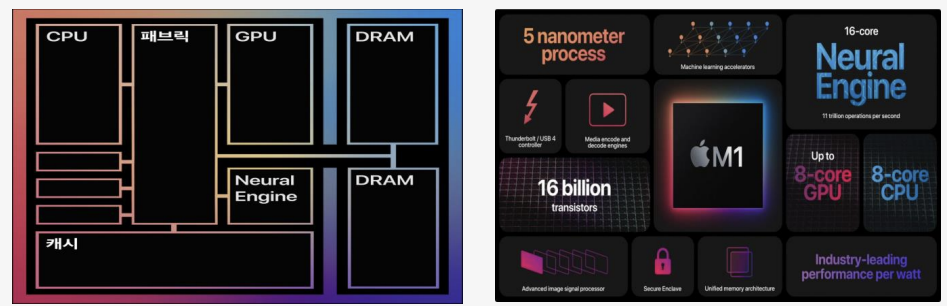 CPU
패브릭
GPU
DRAM
Neural
Engine
DRAM
캐시
5 nanometer
process
Machine learning accelerators
16-core
Neural
Engine
11 trillion operations per second
Thunderbolt / USB 4
controller
Media encode and
decode engines
M1
Up to
8-core
GPU
8-core
CPU
16 billion
transistors
Advanced image signal processor
Secure Enclave
Unified memory architecture
Industry-leading
performance per watt